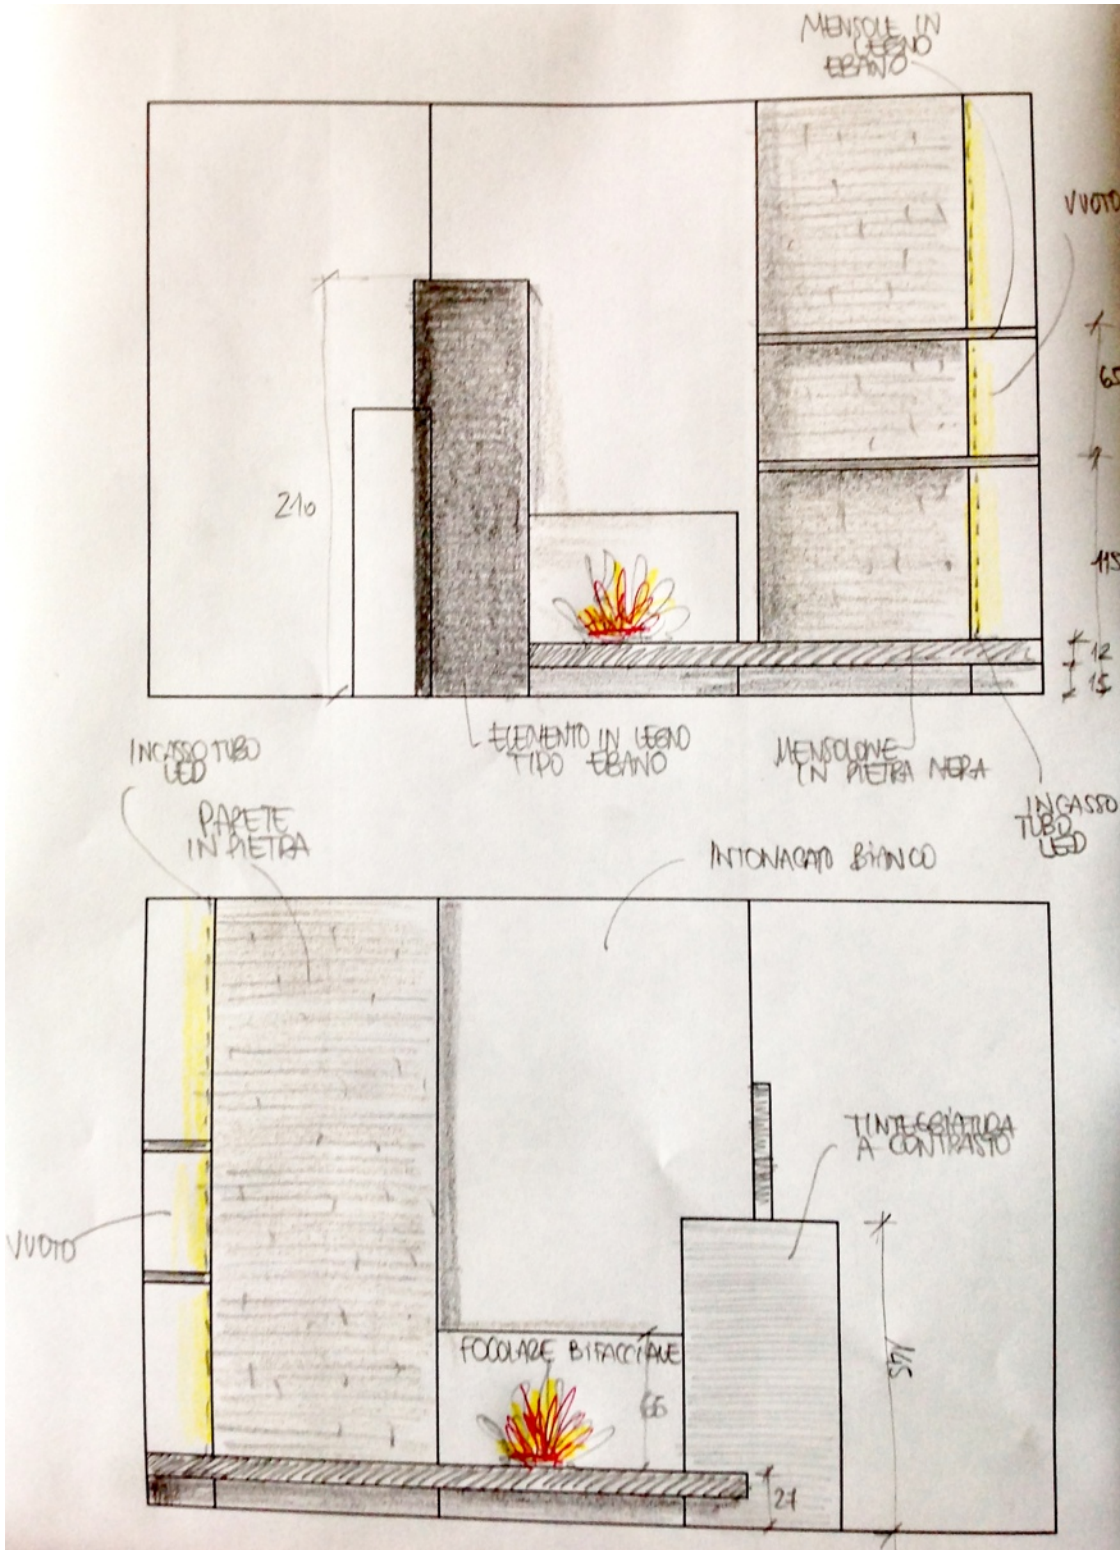 MENSOLE IN
LEGNO
EBANO
VUOTO
65
210
115
12
15
ELEMENTO IN LEGNO
TIPO EBANO
MENSOLONE
IN PIETRA NERA
INCASSO TUBO
LED
INCASSO
TUBO
LED
PARETE
IN PIETRA
INTONACATO BIANCO
TINTEGGIATURA
A CONTRASTO
VUOTO
FOCOLARE BIFACCIALE
66
27